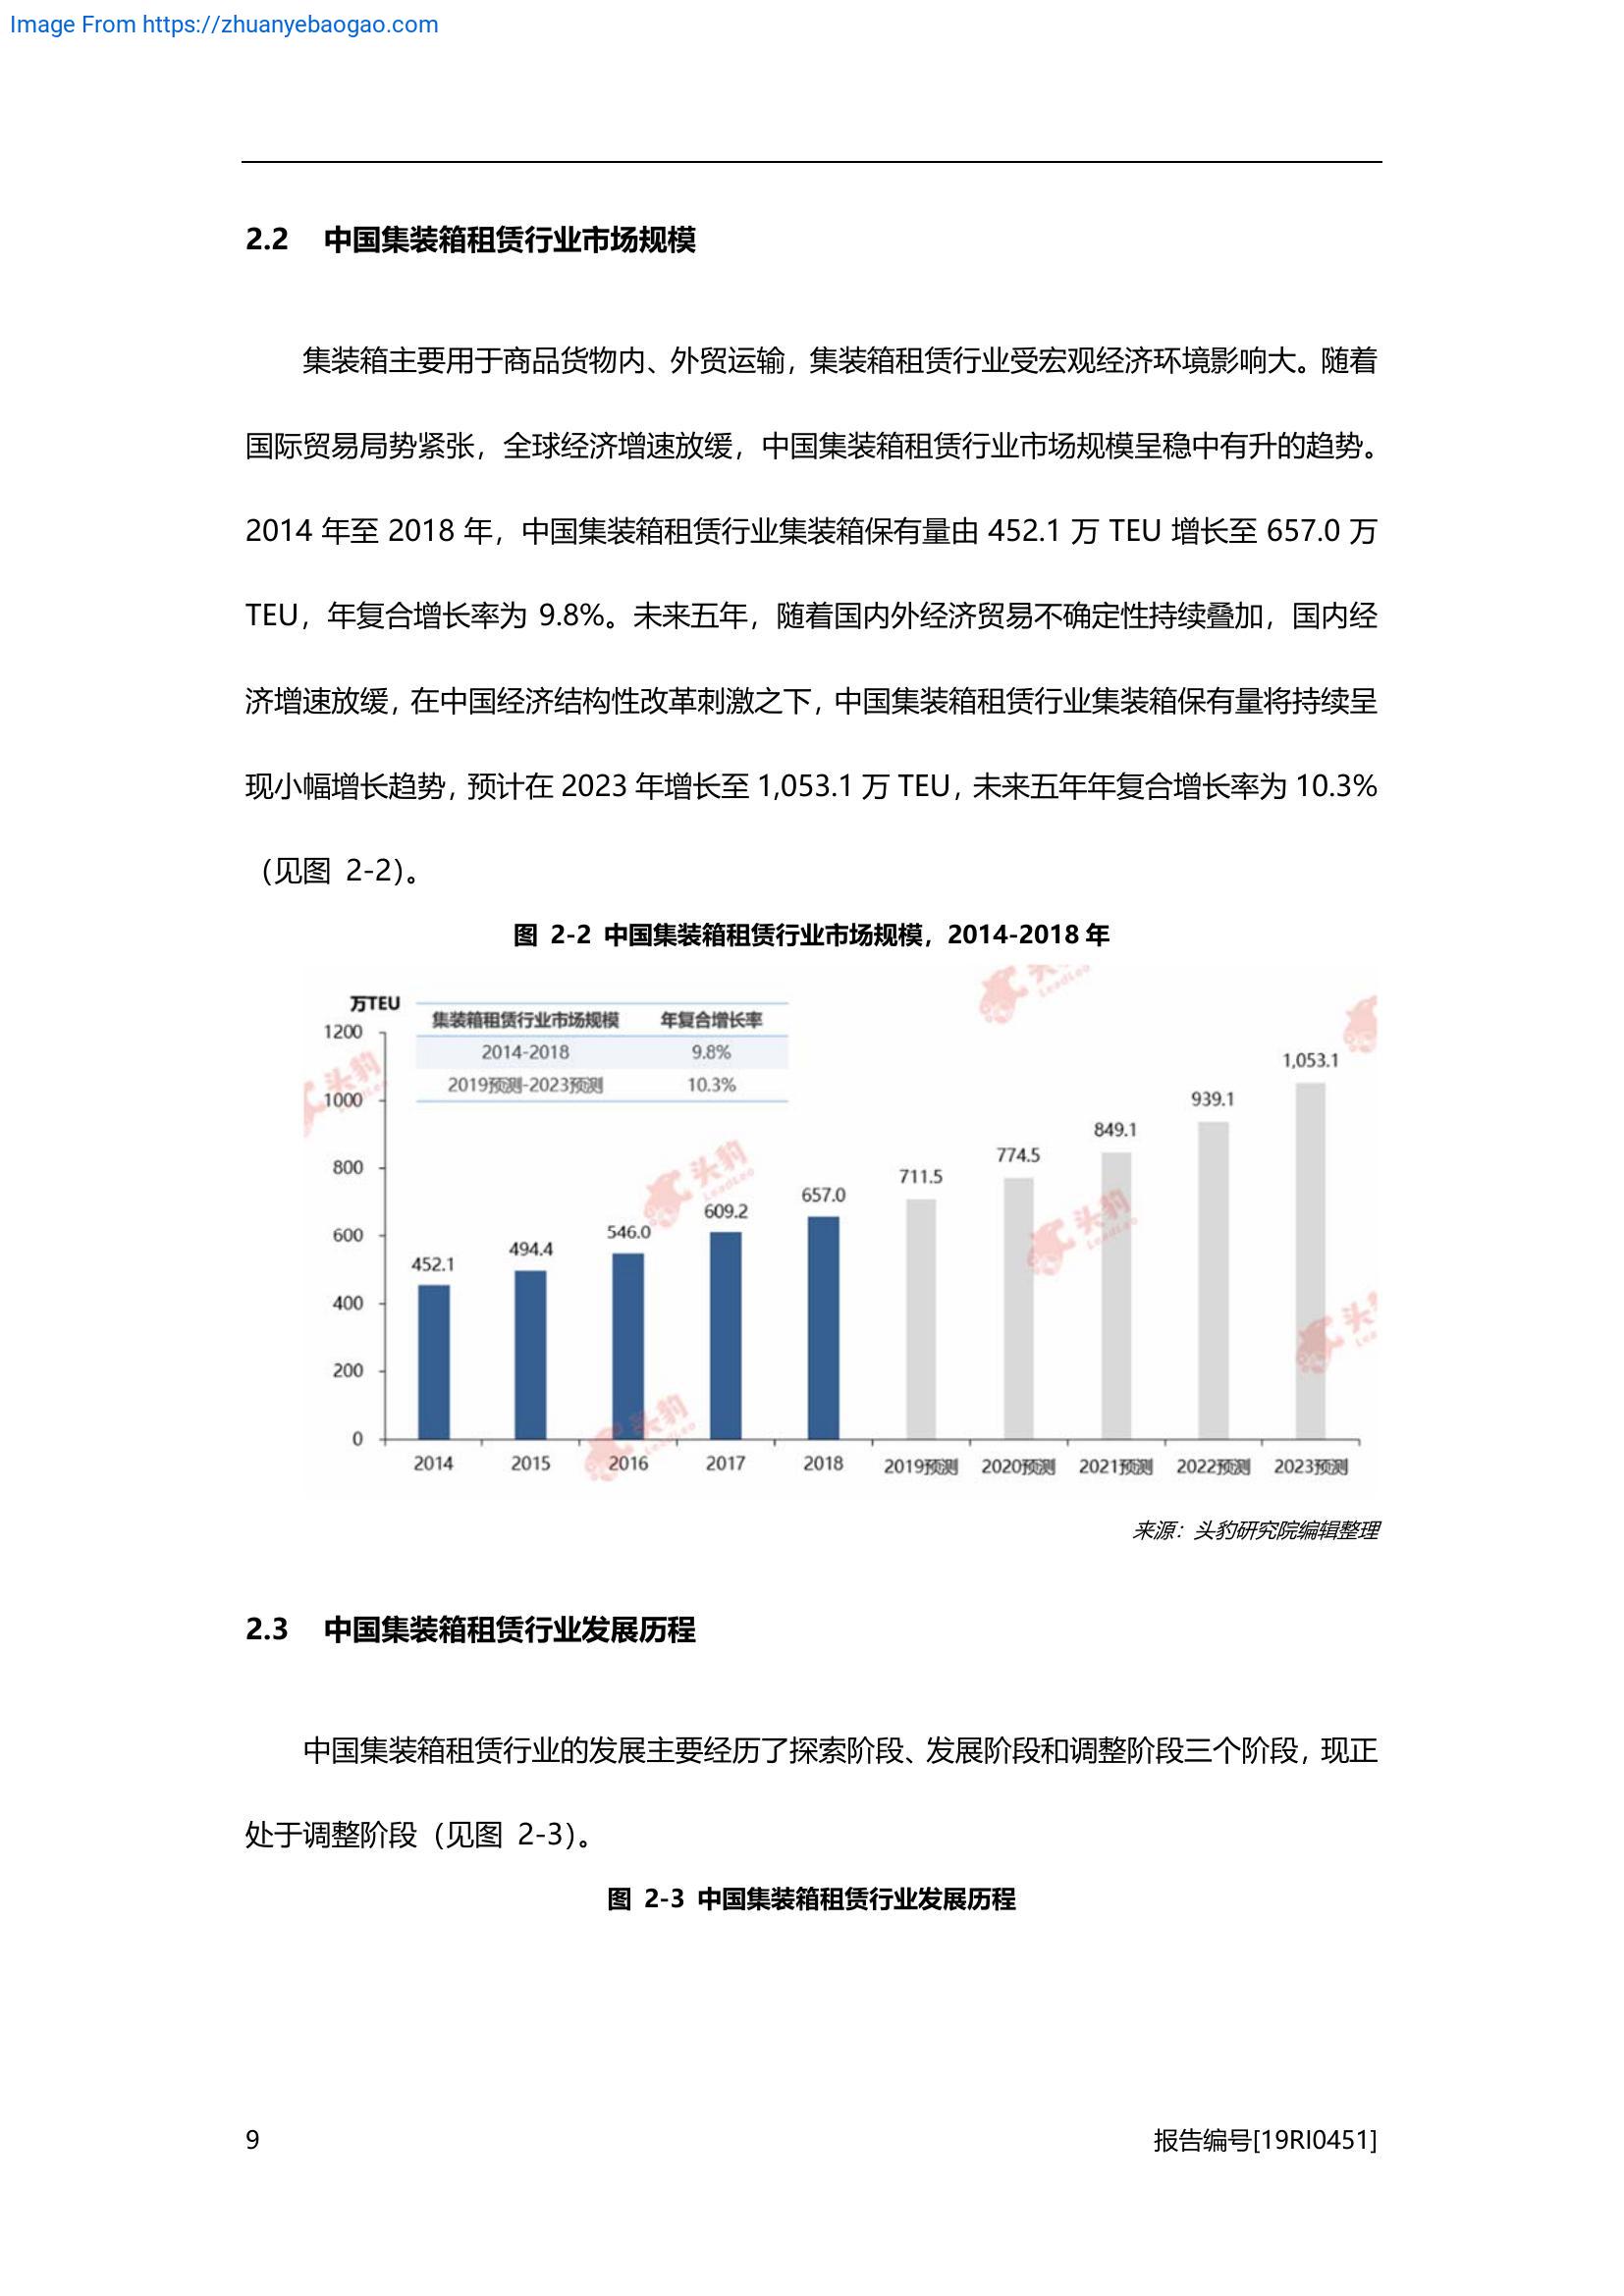 Image From https://zhuanyebaogao.com
2.2 中国集装箱租赁行业市场规模
集装箱主要用于商品货物内、外贸运输，集装箱租赁行业受宏观经济环境影响大。随着
国际贸易局势紧张，全球经济增速放缓，中国集装箱租赁行业市场规模呈稳中有升的趋势。
2014 年至 2018 年，中国集装箱租赁行业集装箱保有量由 452.1 万 TEU 增长至 657.0 万
TEU，年复合增长率为 9.8%。未来五年，随着国内外经济贸易不确定性持续叠加，国内经
济增速放缓，在中国经济结构性改革刺激之下，中国集装箱租赁行业集装箱保有量将持续呈
现小幅增长趋势，预计在 2023 年增长至 1,053.1 万 TEU，未来五年年复合增长率为 10.3%
（见图 2-2）。
图 2-2 中国集装箱租赁行业市场规模，2014-2018 年
万TEU
集装箱租赁行业市场规模 年复合增长率
2014-2018 9.8%
2019预测-2023预测 10.3%
1200
1000
800
600
400
200
0
452.1
494.4
546.0
609.2
657.0
711.5
774.5
849.1
939.1
1,053.1
2014 2015 2016 2017 2018 2019预测 2020预测 2021预测 2022预测 2023预测
头豹
LeadLeo
头豹
LeadLeo
头豹
LeadLeo
头豹
LeadLeo
来源：头豹研究院编辑整理
2.3 中国集装箱租赁行业发展历程
中国集装箱租赁行业的发展主要经历了探索阶段、发展阶段和调整阶段三个阶段，现正
处于调整阶段（见图 2-3）。
图 2-3 中国集装箱租赁行业发展历程
9
报告编号[19RI0451]